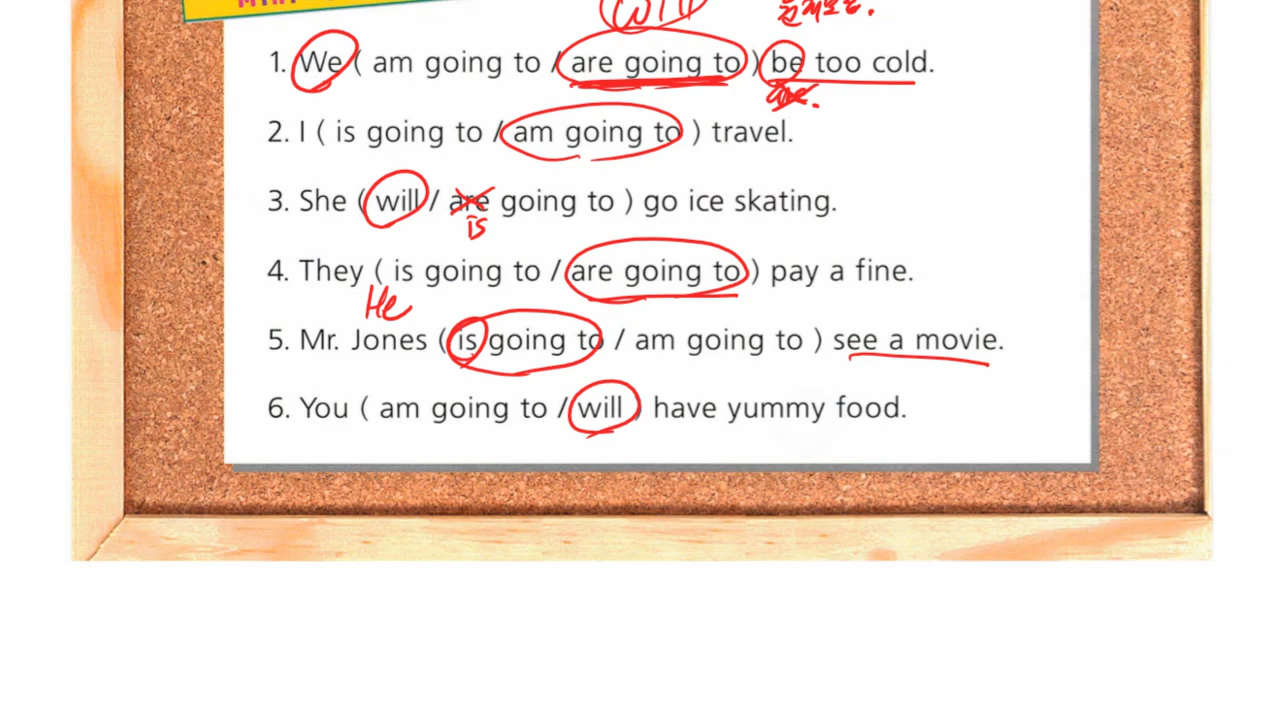 will
1. We ( am going to / are going to ) be too cold.
2. I ( is going to / am going to ) travel.
3. She ( will / are going to ) go ice skating.
is
4. They ( is going to / are going to ) pay a fine.
He
5. Mr. Jones ( is going to / am going to ) see a movie.
6. You ( am going to / will ) have yummy food.